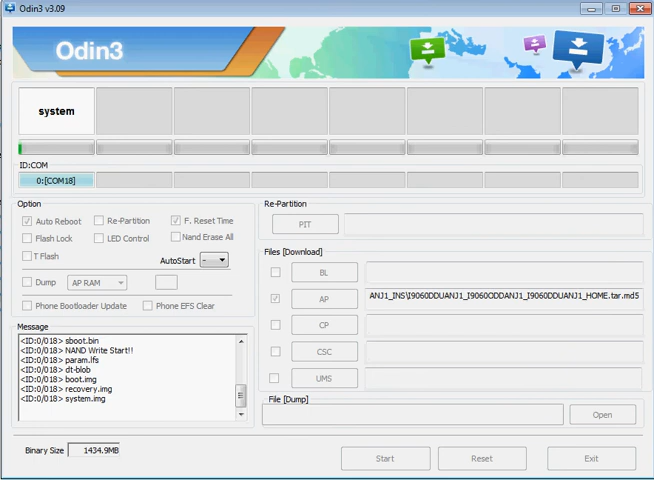 Odin3 v3.09
Odin3
system
ID:COM
0:[COM18]
Option
Auto Reboot
Re-Partition
F. Reset Time
Flash Lock
LED Control
Nand Erase All
T Flash
AutoStart
-
Dump
AP RAM
Phone Bootloader Update
Phone EFS Clear
Message
<ID:0/018> sboot.bin
<ID:0/018> NAND Write Start!!
<ID:0/018> param.lfs
<ID:0/018> dt-blob
<ID:0/018> boot.img
<ID:0/018> recovery.img
<ID:0/018> system.img
Re-Partition
PIT
Files [Download]
BL
AP
ANJ1_INS\I9060DDUANJ1_I9060ODDANJ1_I9060DDUANJ1_HOME.tar.md5
CP
CSC
UMS
File [Dump]
Open
Binary Size
1434.9MB
Start
Reset
Exit